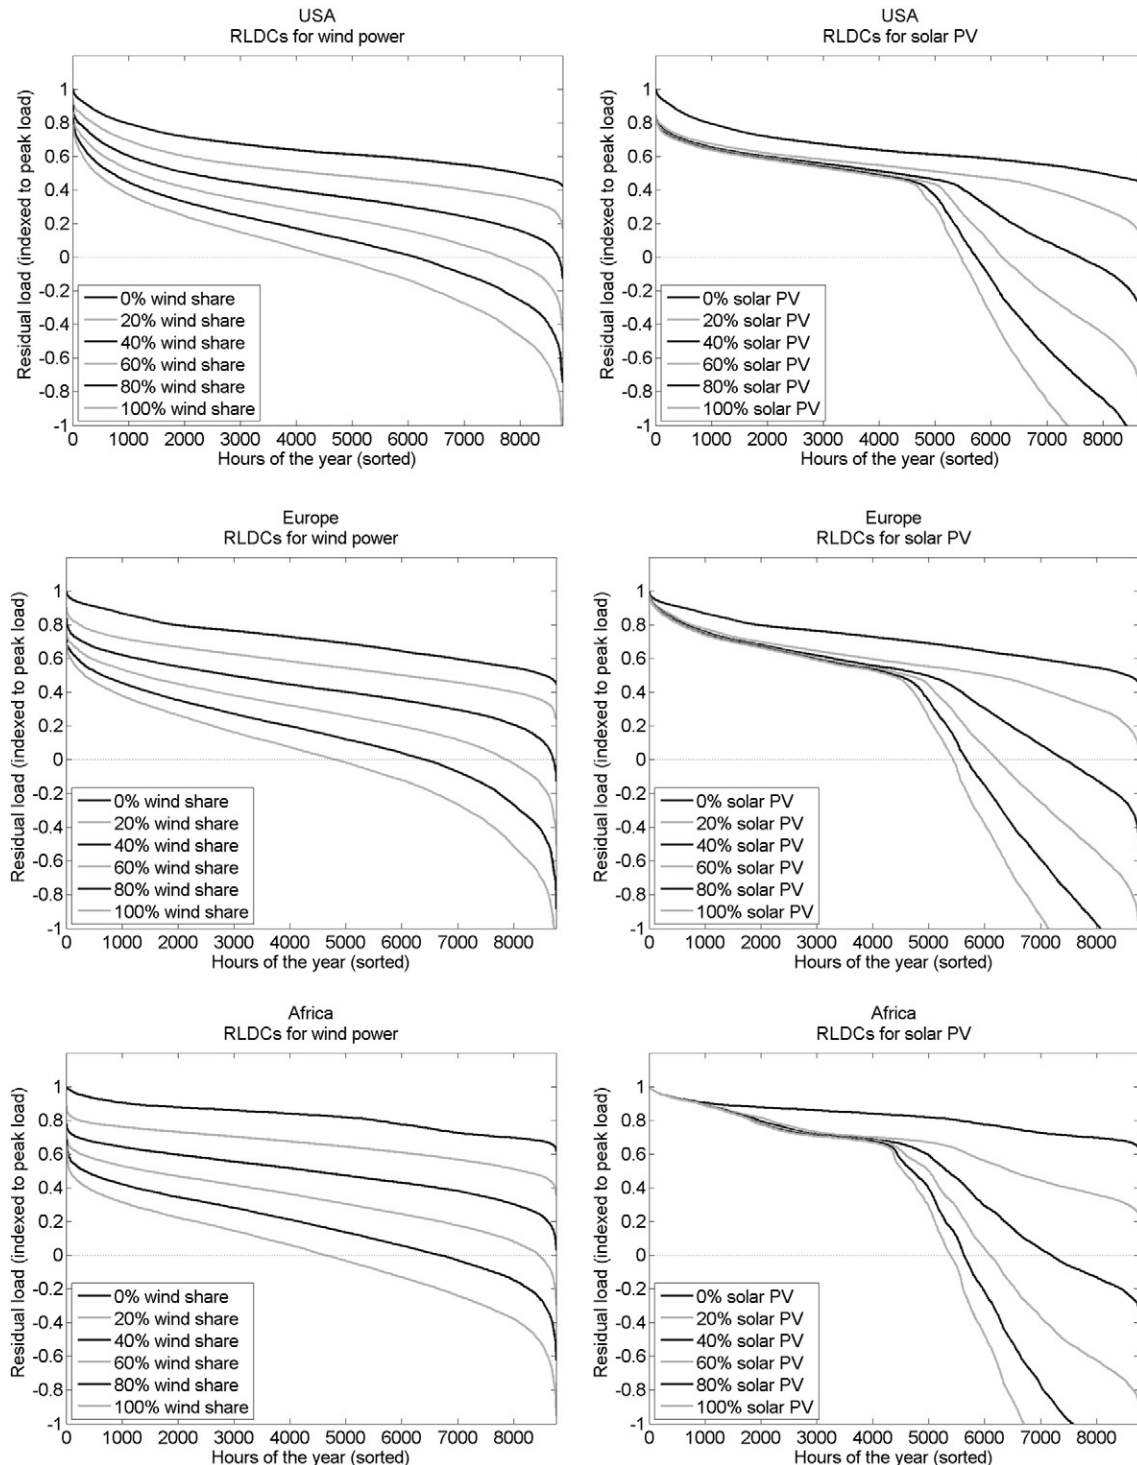 USA
RLDCs for wind power
Residual load (indexed to peak load)
1
0.8
0.6
0.4
0.2
0
-0.2
-0.4
-0.6
-0.8
-1
0% wind share
20% wind share
40% wind share
60% wind share
80% wind share
100% wind share
0 1000 2000 3000 4000 5000 6000 7000 8000
Hours of the year (sorted)
USA
RLDCs for solar PV
Residual load (indexed to peak load)
1
0.8
0.6
0.4
0.2
0
-0.2
-0.4
-0.6
-0.8
-1
0% solar PV
20% solar PV
40% solar PV
60% solar PV
80% solar PV
100% solar PV
0 1000 2000 3000 4000 5000 6000 7000 8000
Hours of the year (sorted)
Europe
RLDCs for wind power
Residual load (indexed to peak load)
1
0.8
0.6
0.4
0.2
0
-0.2
-0.4
-0.6
-0.8
-1
0% wind share
20% wind share
40% wind share
60% wind share
80% wind share
100% wind share
0 1000 2000 3000 4000 5000 6000 7000 8000
Hours of the year (sorted)
Europe
RLDCs for solar PV
Residual load (indexed to peak load)
1
0.8
0.6
0.4
0.2
0
-0.2
-0.4
-0.6
-0.8
-1
0% solar PV
20% solar PV
40% solar PV
60% solar PV
80% solar PV
100% solar PV
0 1000 2000 3000 4000 5000 6000 7000 8000
Hours of the year (sorted)
Africa
RLDCs for wind power
Residual load (indexed to peak load)
1
0.8
0.6
0.4
0.2
0
-0.2
-0.4
-0.6
-0.8
-1
0% wind share
20% wind share
40% wind share
60% wind share
80% wind share
100% wind share
0 1000 2000 3000 4000 5000 6000 7000 8000
Hours of the year (sorted)
Africa
RLDCs for solar PV
Residual load (indexed to peak load)
1
0.8
0.6
0.4
0.2
0
-0.2
-0.4
-0.6
-0.8
-1
0% solar PV
20% solar PV
40% solar PV
60% solar PV
80% solar PV
100% solar PV
0 1000 2000 3000 4000 5000 6000 7000 8000
Hours of the year (sorted)